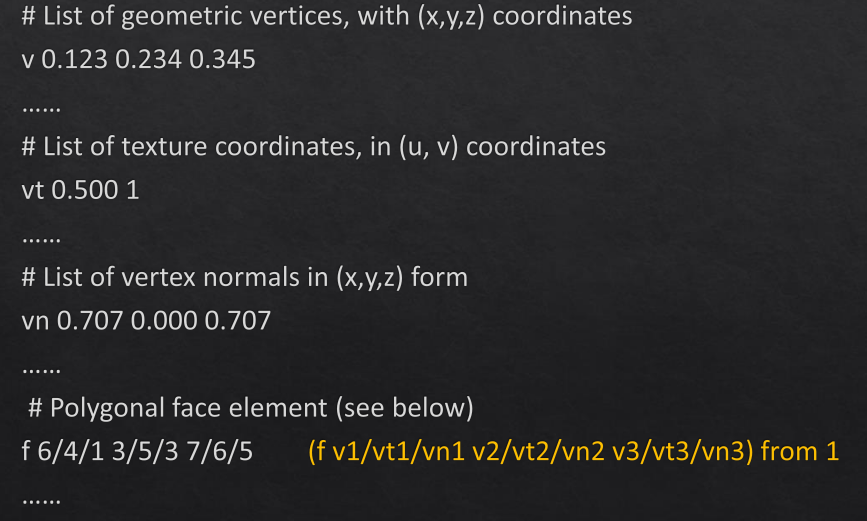 # List of geometric vertices, with (x,y,z) coordinates
v 0.123 0.234 0.345
......
# List of texture coordinates, in (u, v) coordinates
vt 0.500 1
......
# List of vertex normals in (x,y,z) form
vn 0.707 0.000 0.707
......
# Polygonal face element (see below)
f 6/4/1 3/5/3 7/6/5 (f v1/vt1/vn1 v2/vt2/vn2 v3/vt3/vn3) from 1
......